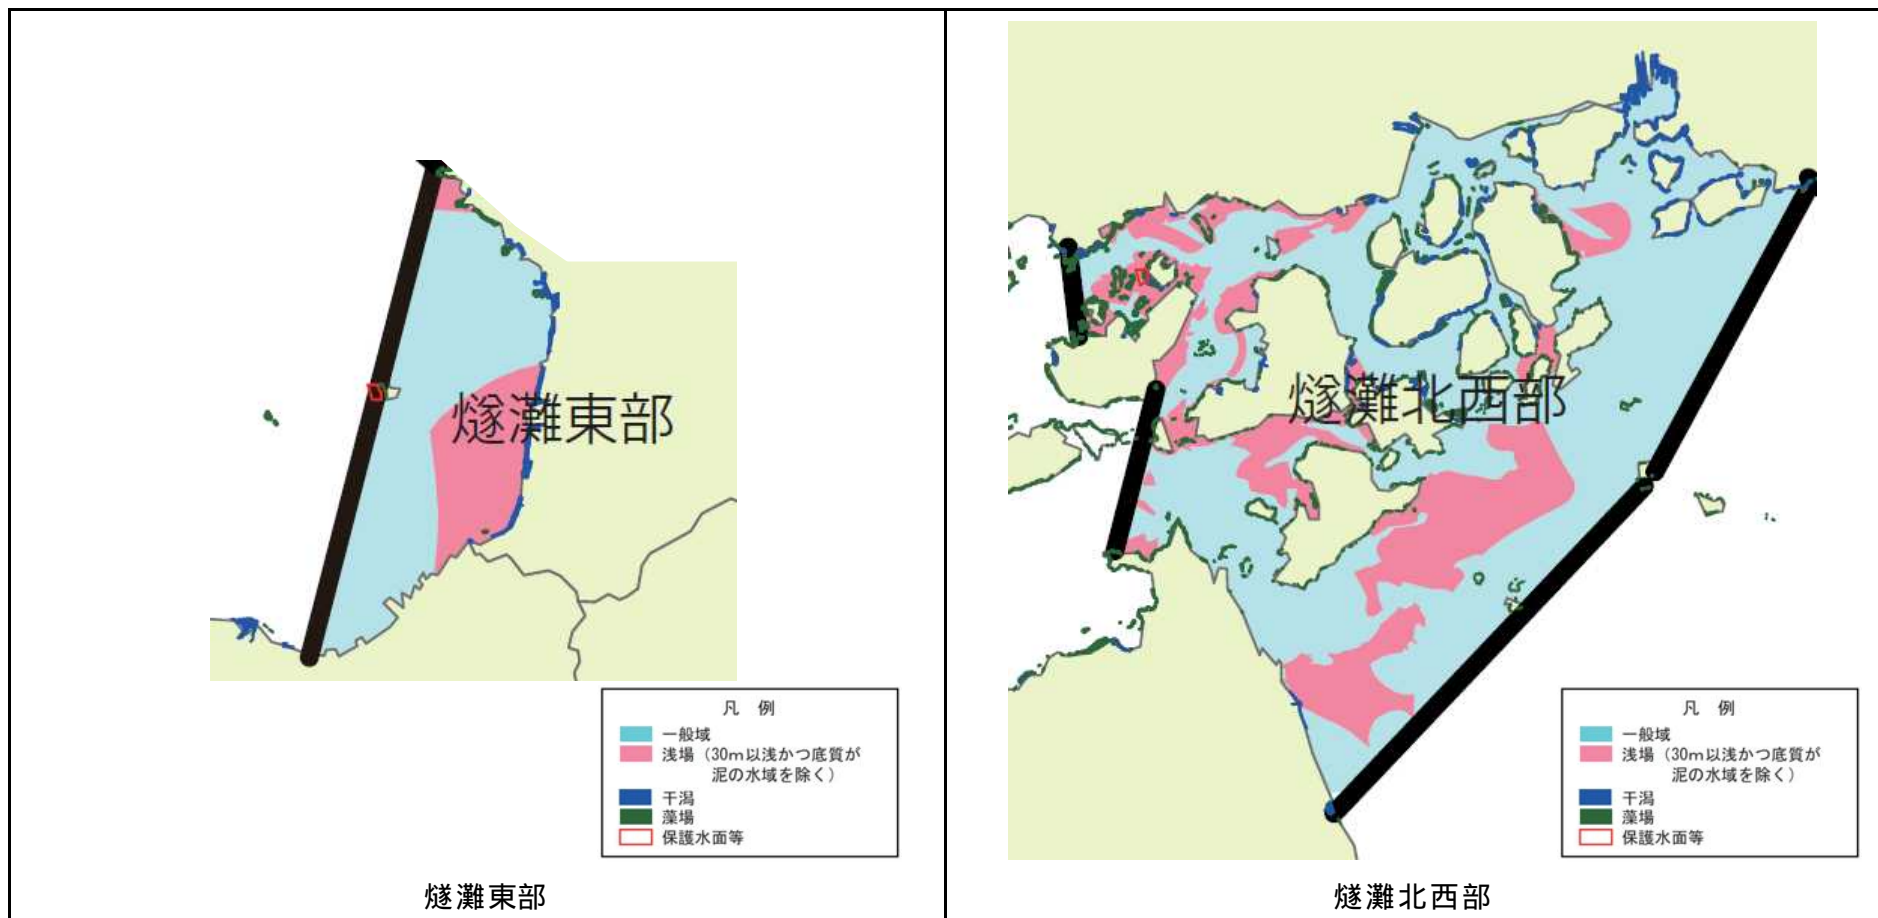 燧灘東部
凡 例
一般域
浅場（30m以浅かつ底質が
泥の水域を除く）
干潟
藻場
保護水面等
燧灘東部
燧灘北西部
凡 例
一般域
浅場（30m以浅かつ底質が
泥の水域を除く）
干潟
藻場
保護水面等
燧灘北西部